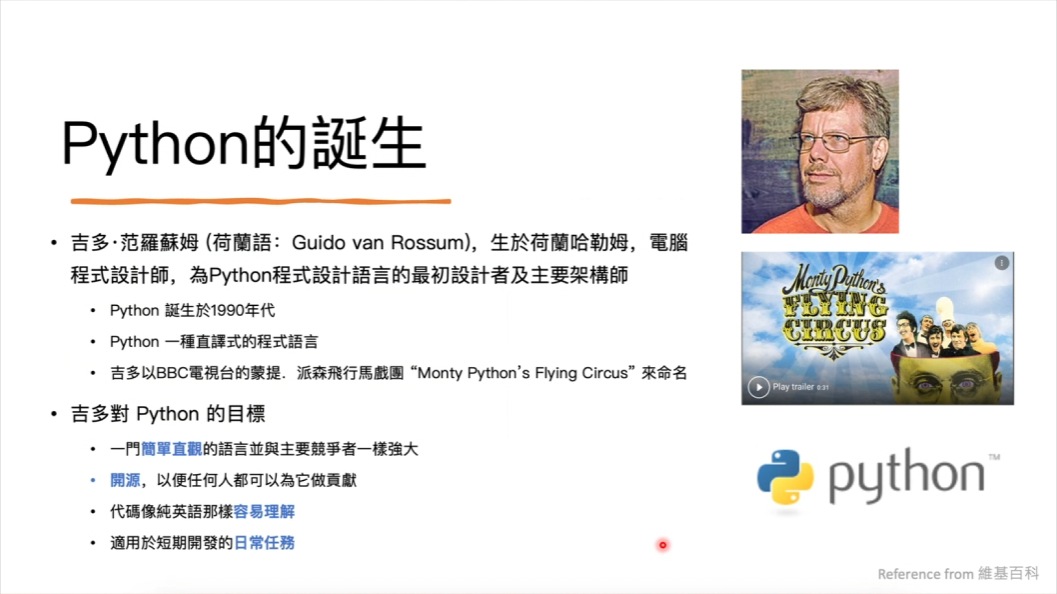 Python的誕生
吉多·范羅蘇姆 (荷蘭語：Guido van Rossum)，生於荷蘭哈勒姆，電腦
程式設計師，為Python程式設計語言的最初設計者及主要架構師
Python 誕生於1990年代
Python 一種直譯式的程式語言
吉多以BBC電視台的蒙提．派森飛行馬戲團 “Monty Python’s Flying Circus” 來命名
吉多對 Python 的目標
一門簡單直觀的語言並與主要競爭者一樣強大
開源，以便任何人都可以為它做貢獻
代碼像純英語那樣容易理解
適用於短期開發的日常任務
Monty Python's
FLYING
CIRCUS
Play trailer 0:31
python™
Reference from 維基百科